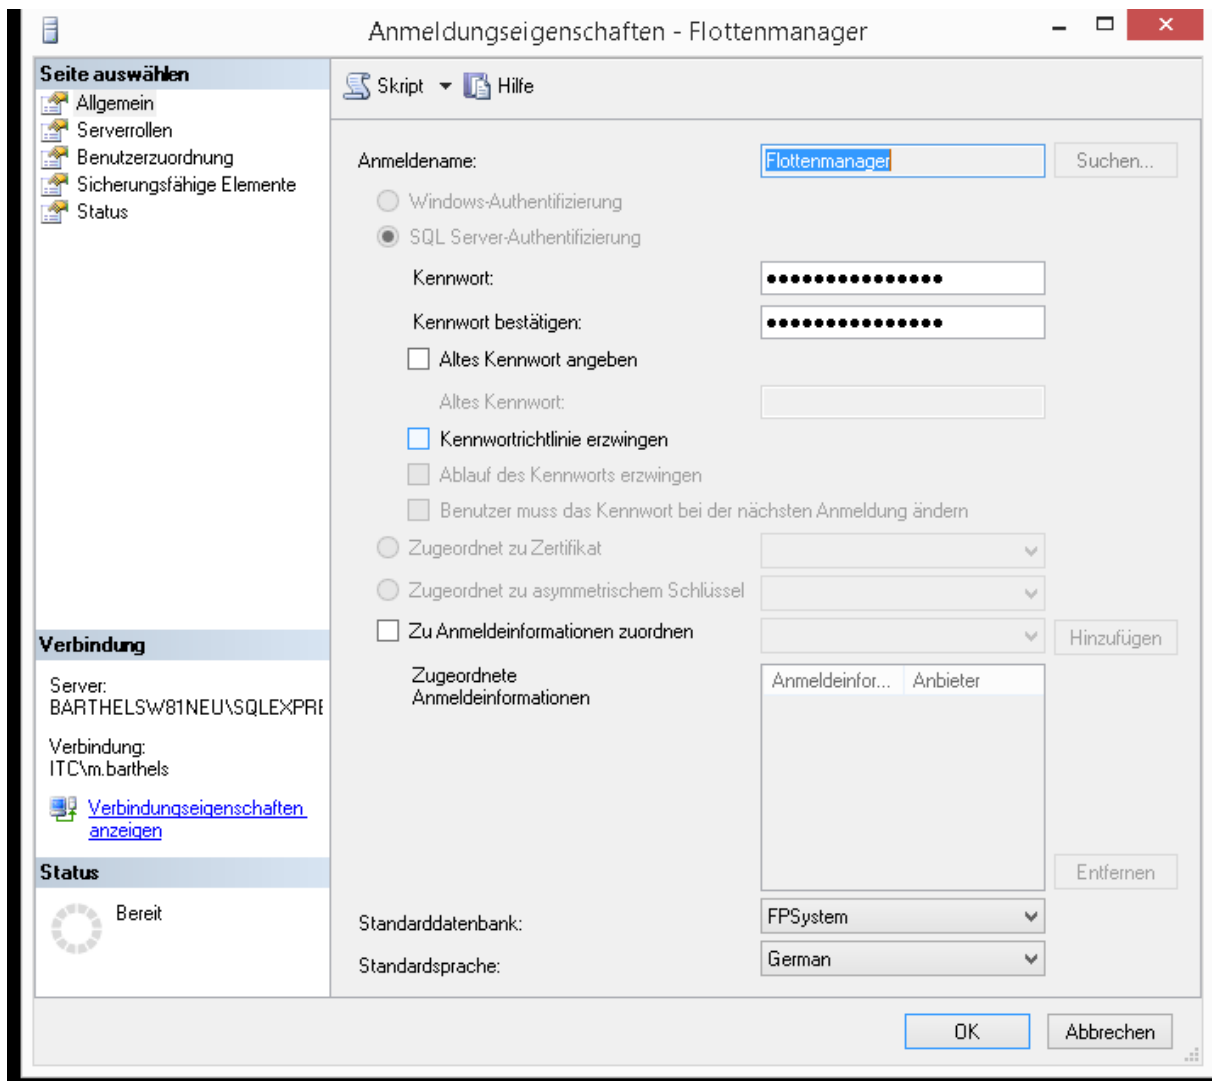 Anmeldungseigenschaften - Flottenmanager
Seite auswählen
Allgemein
Serverrollen
Benutzerzuordnung
Sicherungsfähige Elemente
Status
Skript
Hilfe
Anmeldename:
Flottenmanager
Suchen...
Windows-Authentifizierung
SQL Server-Authentifizierung
Kennwort:
●●●●●●●●●●●●●●●
Kennwort bestätigen:
●●●●●●●●●●●●●●●
Altes Kennwort angeben
Altes Kennwort:
Kennwortrichtlinie erzwingen
Ablauf des Kennworts erzwingen
Benutzer muss das Kennwort bei der nächsten Anmeldung ändern
Zugeordnet zu Zertifikat
Zugeordnet zu asymmetrischem Schlüssel
Zu Anmeldeinformationen zuordnen
Hinzufügen
Zugeordnete
Anmeldeinformationen
Anmeldeinfor... Anbieter
Entfernen
Standarddatenbank:
FPSystem
Standardsprache:
German
Verbindung
Server:
BARTHELSW81NEU\SQLEXPRE
Verbindung:
ITC\m.barthels
Verbindungseigenschaften
anzeigen
Status
Bereit
OK
Abbrechen